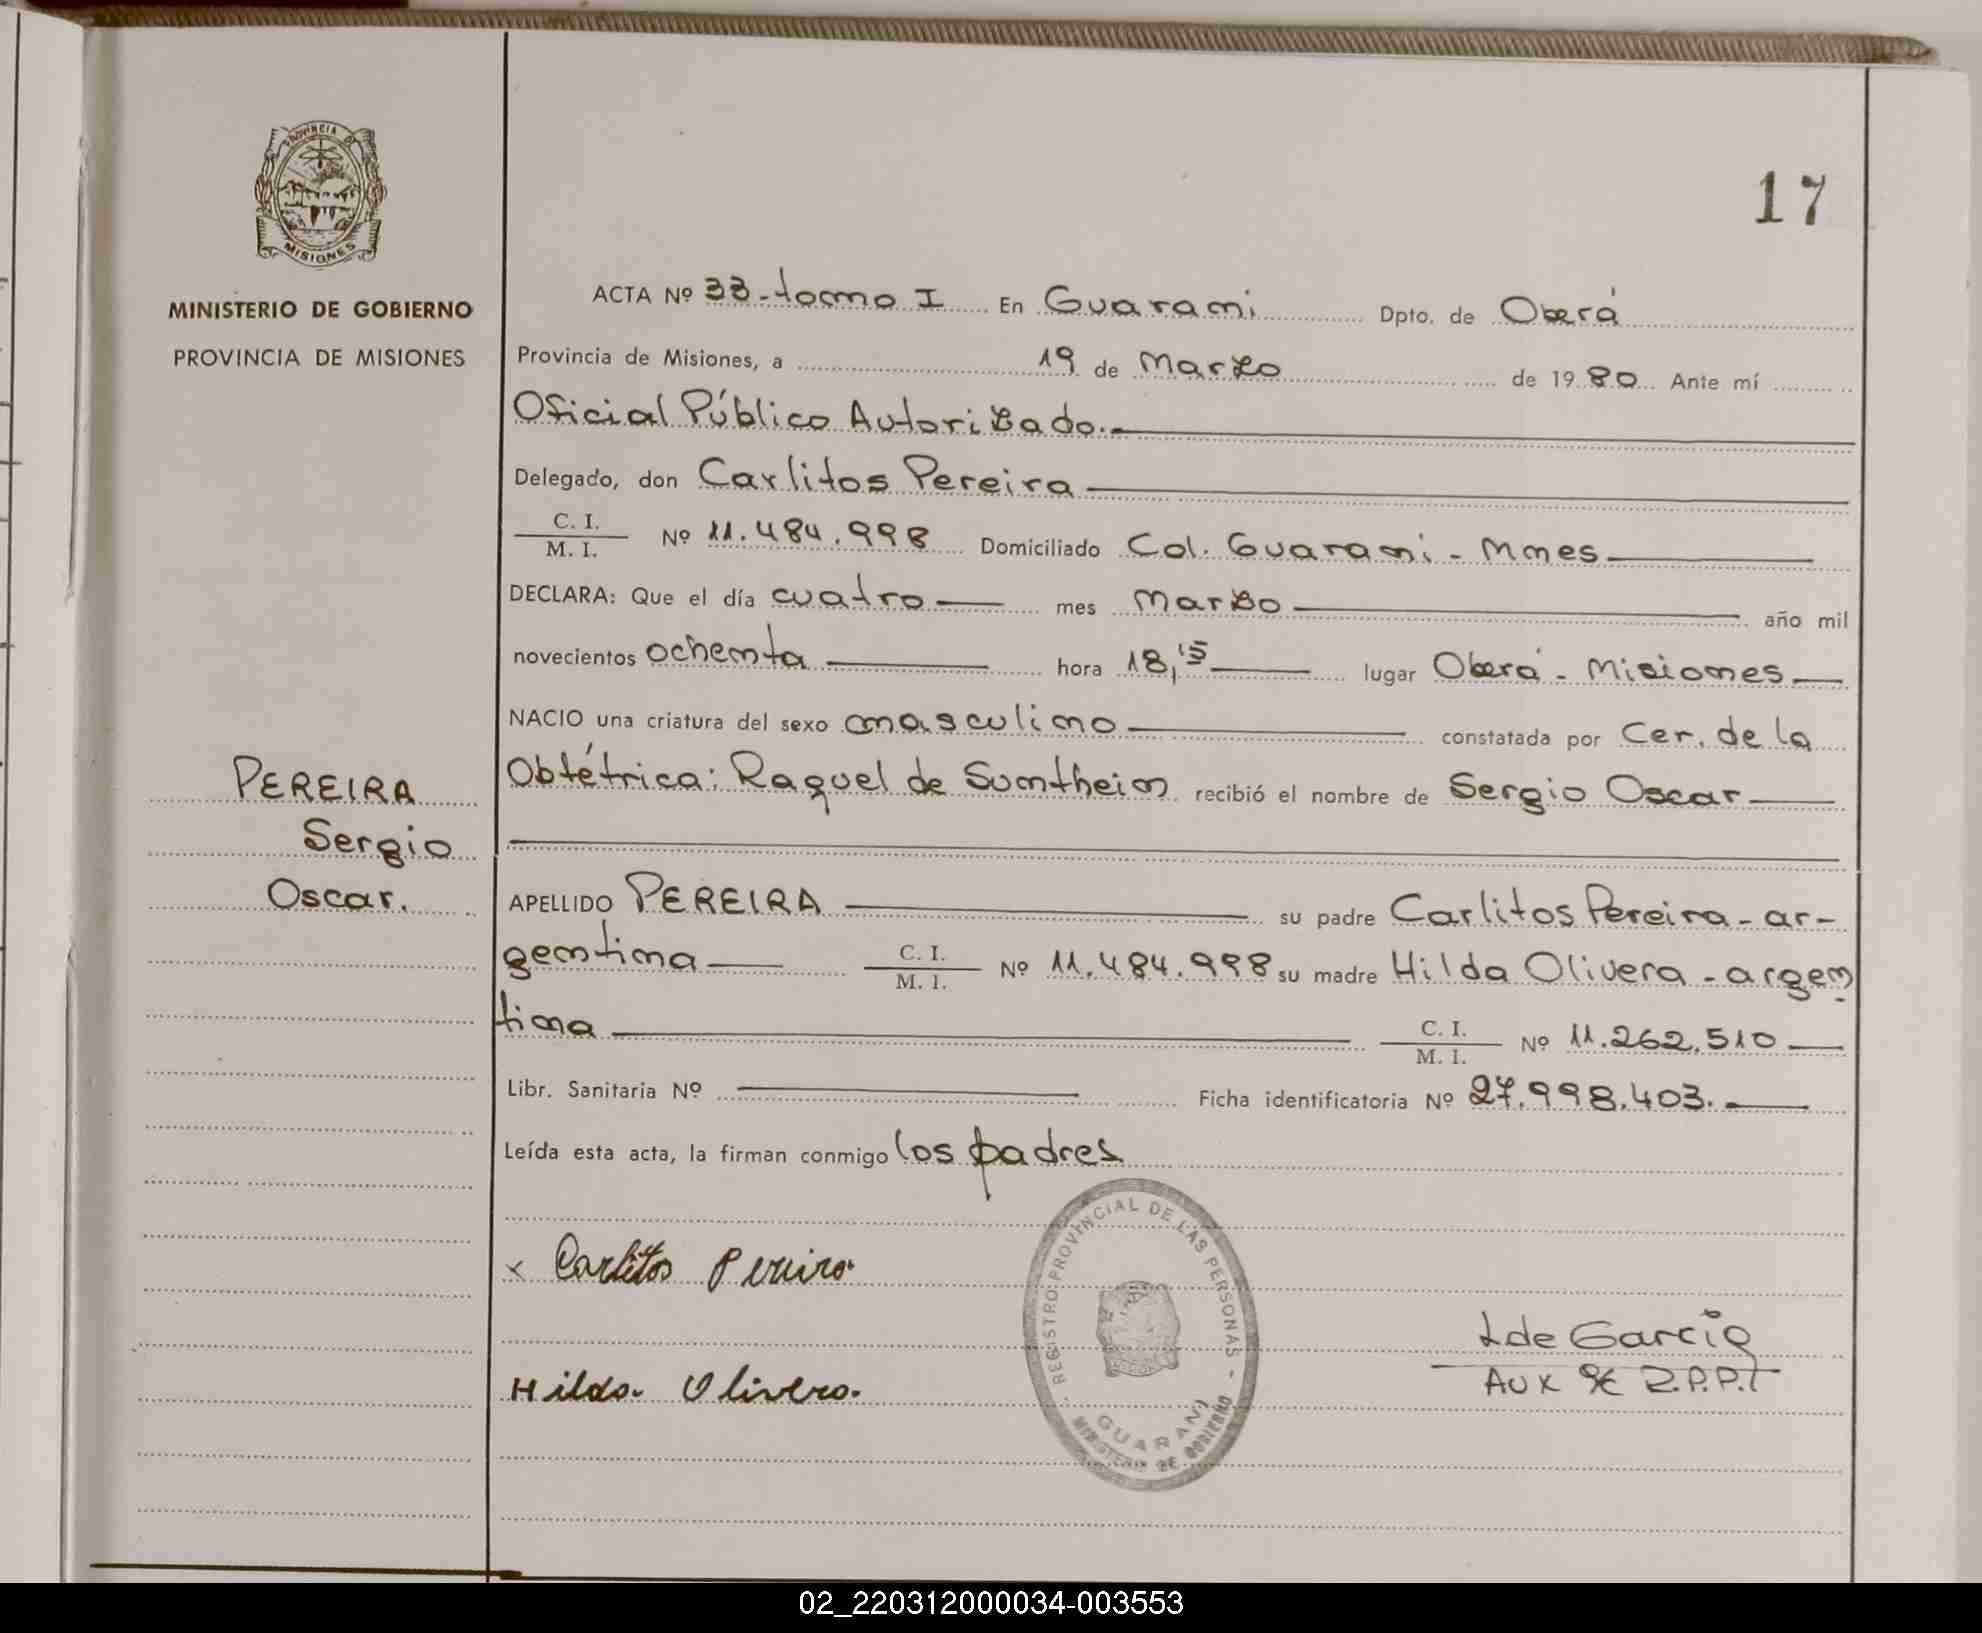 PROVINCIA DE
MISIONES
MINISTERIO DE GOBIERNO
PROVINCIA DE MISIONES
17
ACTA Nº 33-tomo I En Guarani Dpto. de Oberá
Provincia de Misiones, a 19 de Marzo de 1980 Ante mí
Oficial Público Autorizado.-
Delegado, don Carlitos Pereira
C. I.
M. I. Nº 11.484.998 Domiciliado Col. Guarani - Mnes
DECLARA: Que el día cuatro mes Marzo año mil
novecientos ochenta hora 18,15 lugar Oberá - Misiones
NACIO una criatura del sexo masculino constatada por Cer. de la
Obtétrica: Raquel de Suntheim recibió el nombre de Sergio Oscar
PEREIRA
Sergio
Oscar.
APELLIDO PEREIRA su padre Carlitos Pereira - ar-
gentina C. I.
M. I. Nº 11.484.998 su madre Hilda Olivera - argen
tina C. I.
M. I. Nº 11.262.510
Libr. Sanitaria Nº Ficha identificatoria Nº 27.998.403.
Leída esta acta, la firman conmigo los padres
x Carlitos Pereira
Hilda Olivera.
REGISTRO PROVINCIAL DE LAS PERSONAS -
GUARANI
MINISTERIO DE GOBIERNO
L de Garcia
02_220312000034-003553